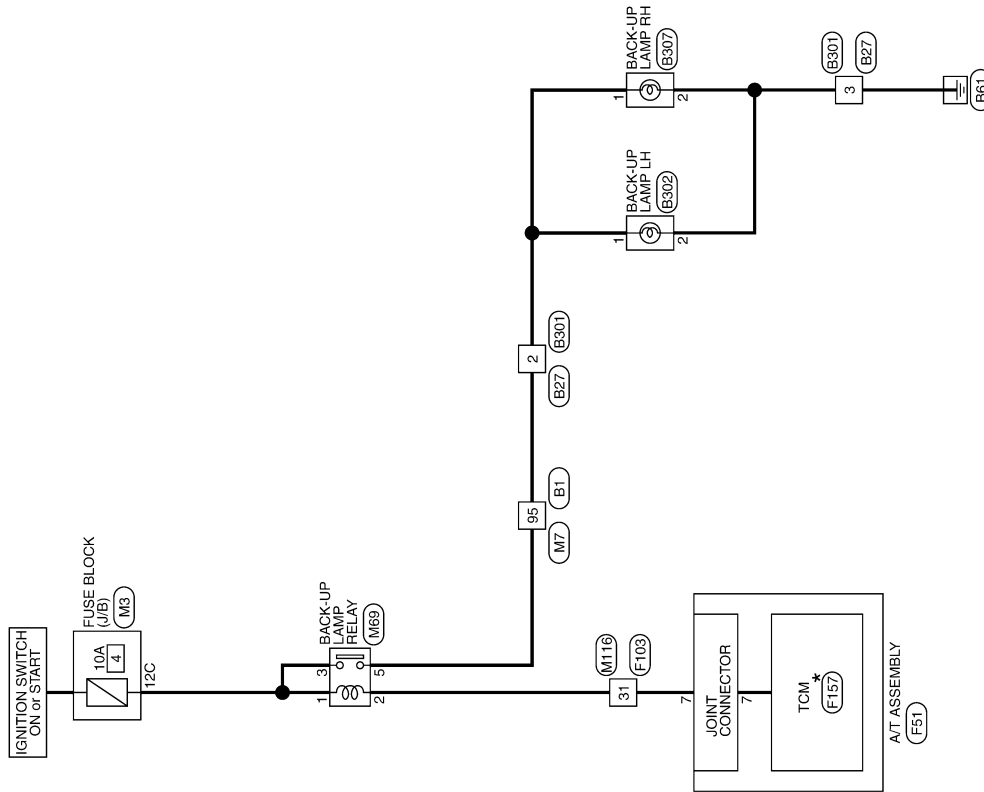 IGNITION SWITCH
ON or START
FUSE BLOCK
(J/B)
M3
10A
4
12C
BACK-UP
LAMP
RELAY
M69
1
3
2
5
M116
31
F103
7
JOINT
CONNECTOR
7
TCM
*
F157
A/T ASSEMBLY
F51
M7
95
B1
B27
2
B301
BACK-UP
LAMP LH
B302
1
2
BACK-UP
LAMP RH
B307
1
2
B301
3
B27
B61